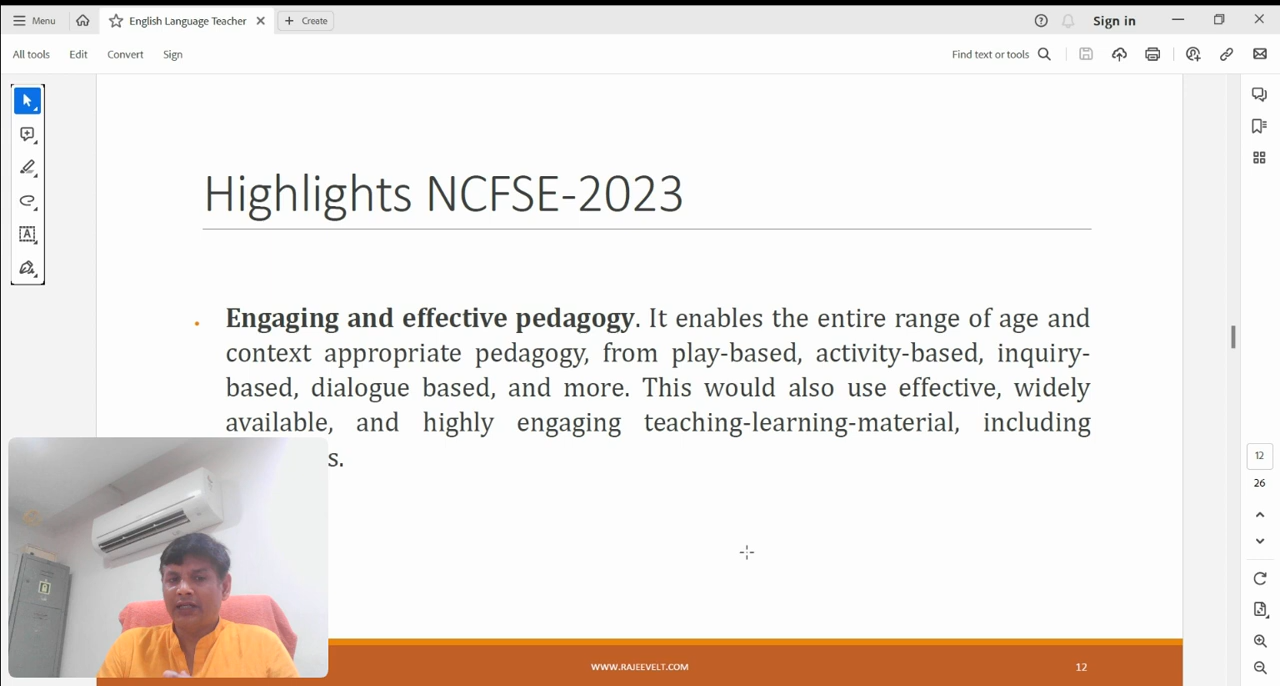 Menu
English Language Teacher
Create
Sign in
All tools
Edit
Convert
Sign
Find text or tools
Highlights NCFSE-2023
Engaging and effective pedagogy. It enables the entire range of age and
context appropriate pedagogy, from play-based, activity-based, inquiry-
based, dialogue based, and more. This would also use effective, widely
available, and highly engaging teaching-learning-material, including
s.
12
26
WWW.RAJEEVELT.COM
12